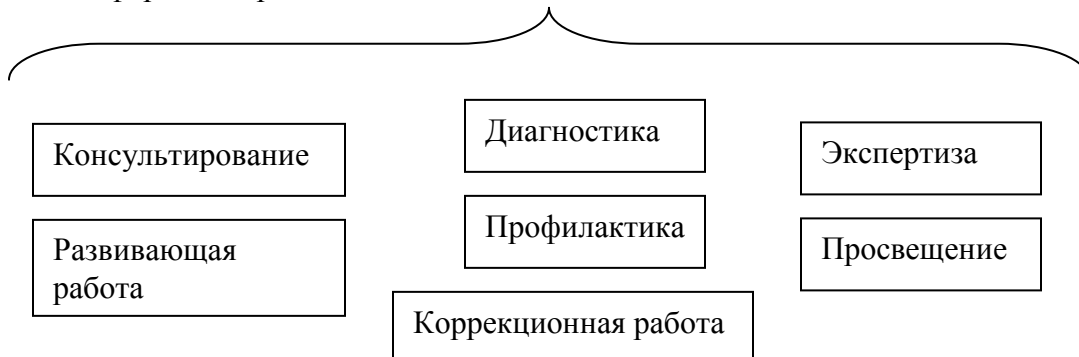 Консультирование
Диагностика
Экспертиза
Развивающая
работа
Профилактика
Просвещение
Коррекционная работа